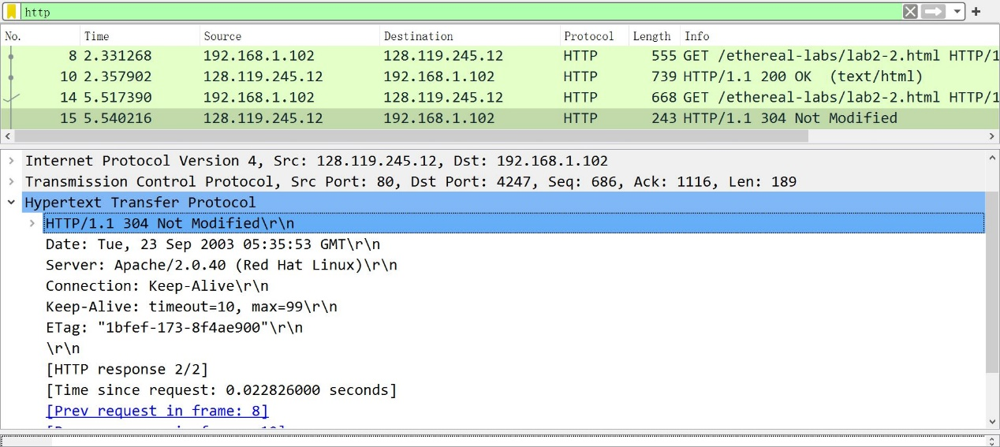 http
No. Time Source Destination Protocol Length Info
8 2.331268 192.168.1.102 128.119.245.12 HTTP 555 GET /ethereal-labs/lab2-2.html HTTP/1
10 2.357902 128.119.245.12 192.168.1.102 HTTP 739 HTTP/1.1 200 OK (text/html)
14 5.517390 192.168.1.102 128.119.245.12 HTTP 668 GET /ethereal-labs/lab2-2.html HTTP/1
15 5.540216 128.119.245.12 192.168.1.102 HTTP 243 HTTP/1.1 304 Not Modified
Internet Protocol Version 4, Src: 128.119.245.12, Dst: 192.168.1.102
Transmission Control Protocol, Src Port: 80, Dst Port: 4247, Seq: 686, Ack: 1116, Len: 189
Hypertext Transfer Protocol
HTTP/1.1 304 Not Modified\r\n
Date: Tue, 23 Sep 2003 05:35:53 GMT\r\n
Server: Apache/2.0.40 (Red Hat Linux)\r\n
Connection: Keep-Alive\r\n
Keep-Alive: timeout=10, max=99\r\n
ETag: "1bfef-173-8f4ae900"\r\n
\r\n
[HTTP response 2/2]
[Time since request: 0.022826000 seconds]
[Prev request in frame: 8]